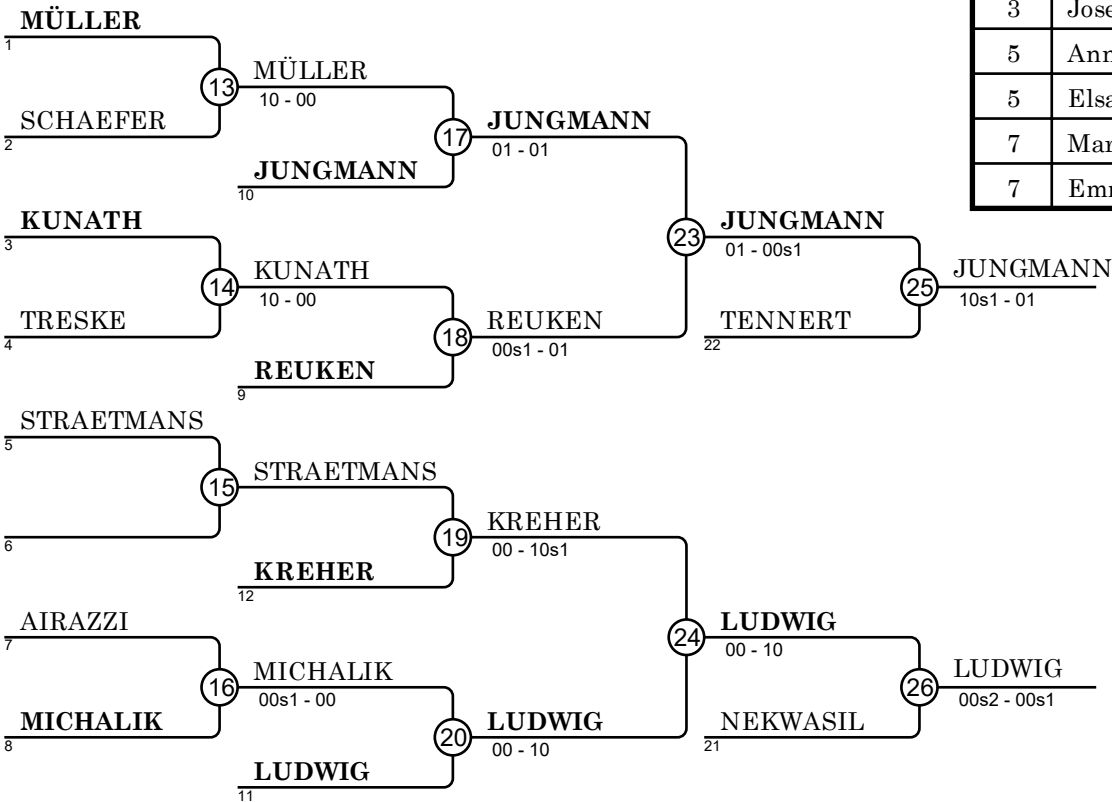 MÜLLER
1
SCHAEFER
2
13
MÜLLER
10 - 00
JUNGMANN
10
17
JUNGMANN
01 - 01
KUNATH
3
TRESKE
4
14
KUNATH
10 - 00
REUKEN
9
18
REUKEN
00s1 - 01
23
JUNGMANN
01 - 00s1
TENNERT
22
25
JUNGMANN
10s1 - 01
STRAETMANS
5
6
15
STRAETMANS
KREHER
12
19
KREHER
00 - 10s1
AIRAZZI
7
MICHALIK
8
16
MICHALIK
00s1 - 00
LUDWIG
11
20
LUDWIG
00 - 10
24
LUDWIG
00 - 10
NEKWASIL
21
26
LUDWIG
00s2 - 00s1
3 Jose
5 Ann
5 Elsa
7 Mar
7